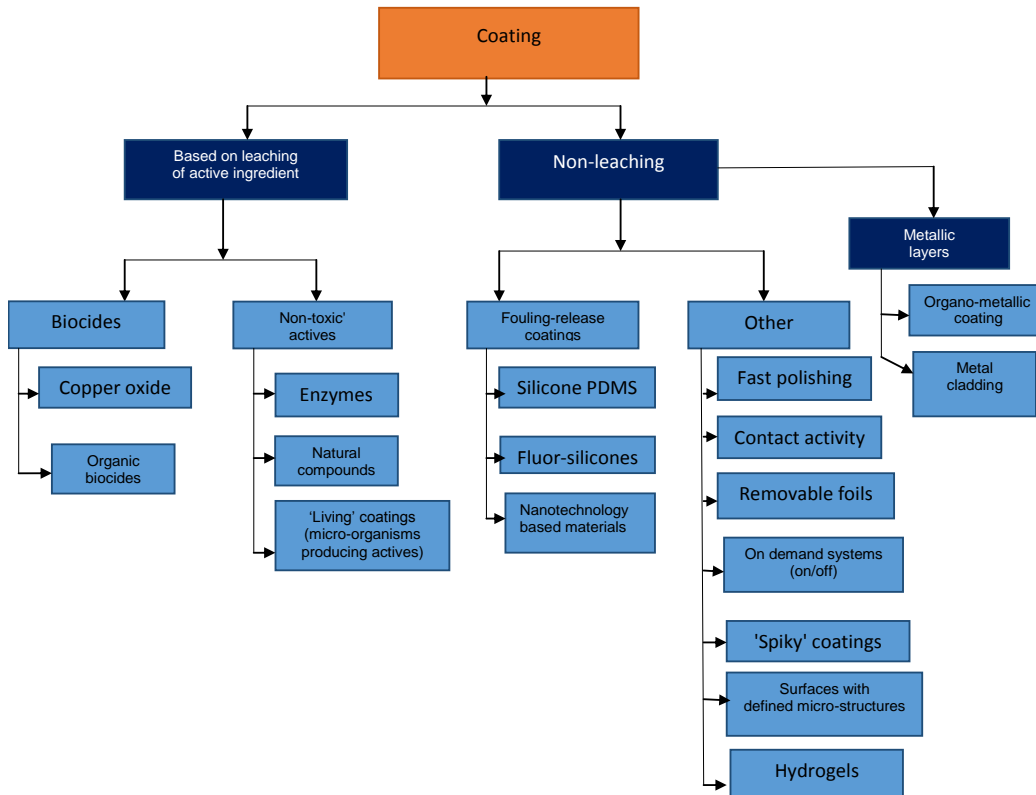 Coating
Based on leaching
of active ingredient
Non-leaching
Metallic
layers
Biocides
Non-toxic’
actives
Fouling-release
coatings
Other
Organo-metallic
coating
Metal
cladding
Copper oxide
Organic
biocides
Enzymes
Natural
compounds
‘Living’ coatings
(micro-organisms
producing actives)
Silicone PDMS
Fluor-silicones
Nanotechnology
based materials
Fast polishing
Contact activity
Removable foils
On demand systems
(on/off)
'Spiky' coatings
Surfaces with
defined micro-structures
Hydrogels